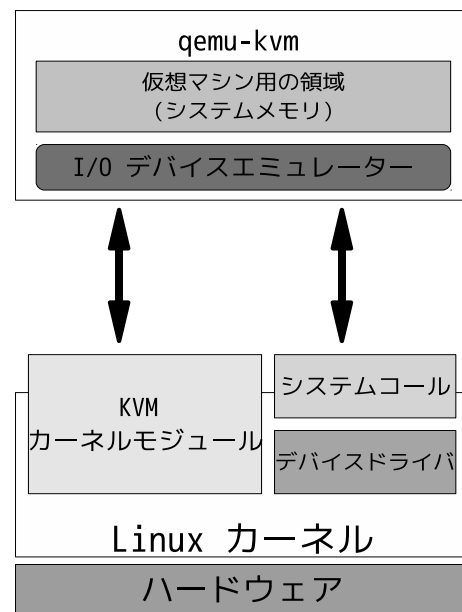 qemu-kvm
仮想マシン用の領域
(システムメモリ)
I/O デバイスエミュレーター
KVM
カーネルモジュール
システムコール
デバイスドライバ
Linux カーネル
ハードウェア